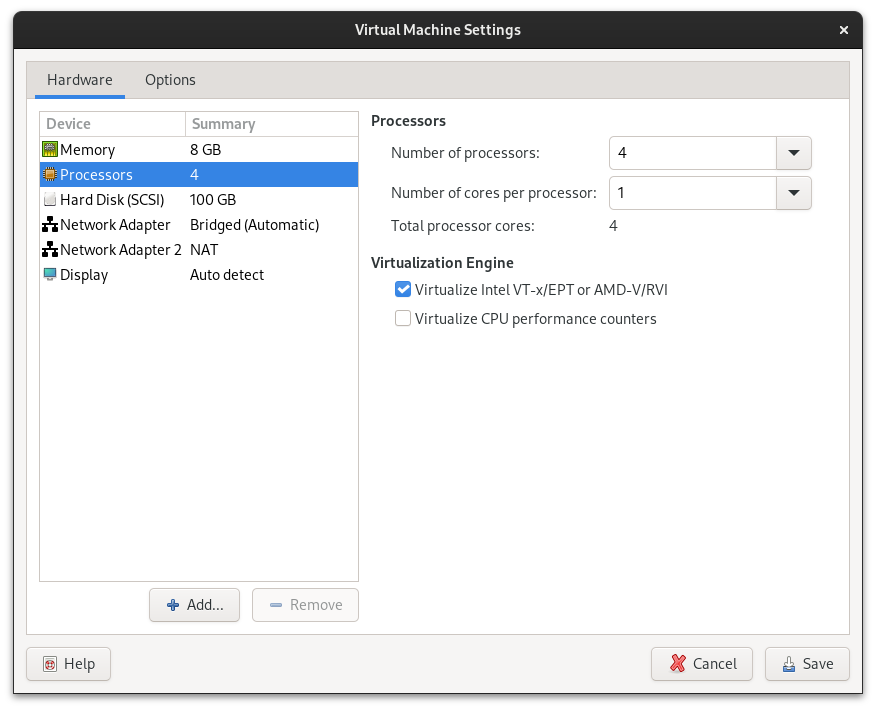 Virtual Machine Settings
Hardware Options
Device Summary
Memory 8 GB
Processors 4
Hard Disk (SCSI) 100 GB
Network Adapter Bridged (Automatic)
Network Adapter 2 NAT
Display Auto detect
Add...
Remove
Processors
Number of processors: 4
Number of cores per processor: 1
Total processor cores: 4
Virtualization Engine
Virtualize Intel VT-x/EPT or AMD-V/RVI
Virtualize CPU performance counters
Help
Cancel
Save